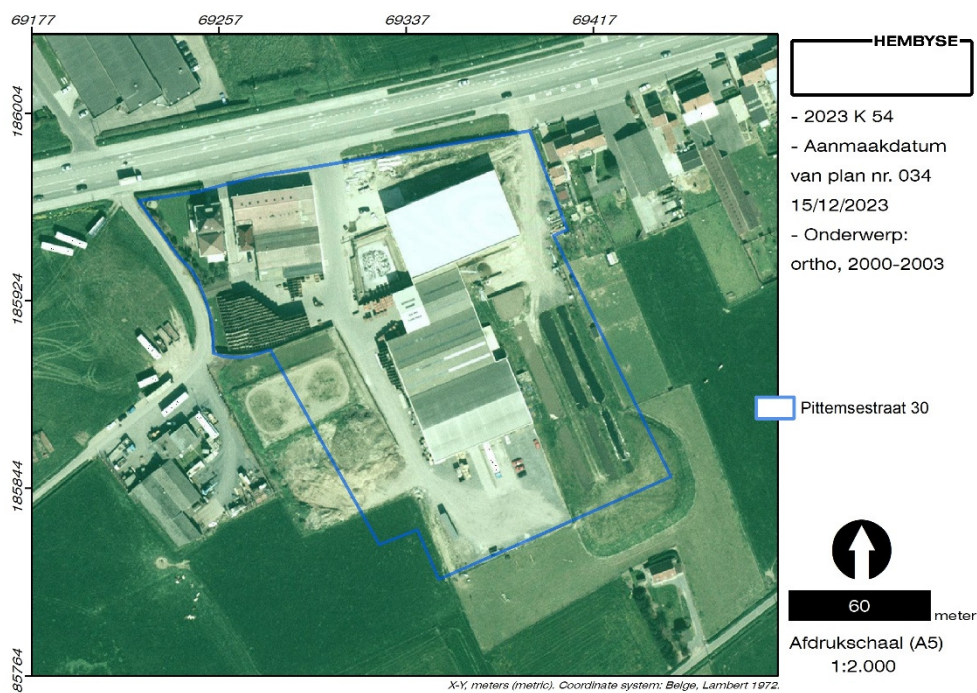 69177
69257
69337
69417
HEMBYSE
186004
- 2023 K 54
- Aanmaakdatum
van plan nr. 034
15/12/2023
- Onderwerp:
ortho, 2000-2003
185924
Pittemsestraat 30
185844
60
meter
Afdrukschaal (A5)
1:2.000
85764
X-Y, meters (metric). Coordinate system: Belge, Lambert 1972.